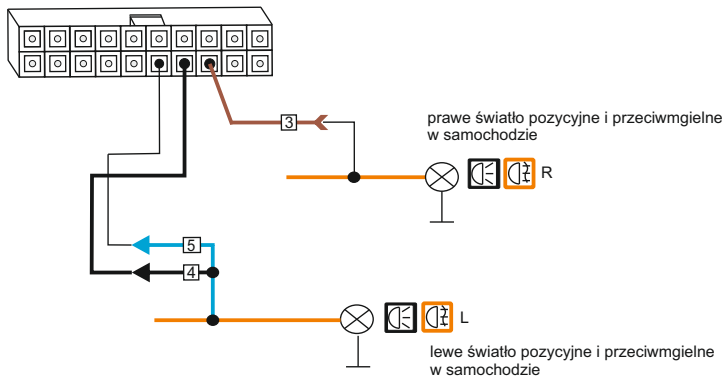 3
prawe światło pozycyjne i przeciwmgielne
w samochodzie
R
5
4
L
lewe światło pozycyjne i przeciwmgielne
w samochodzie